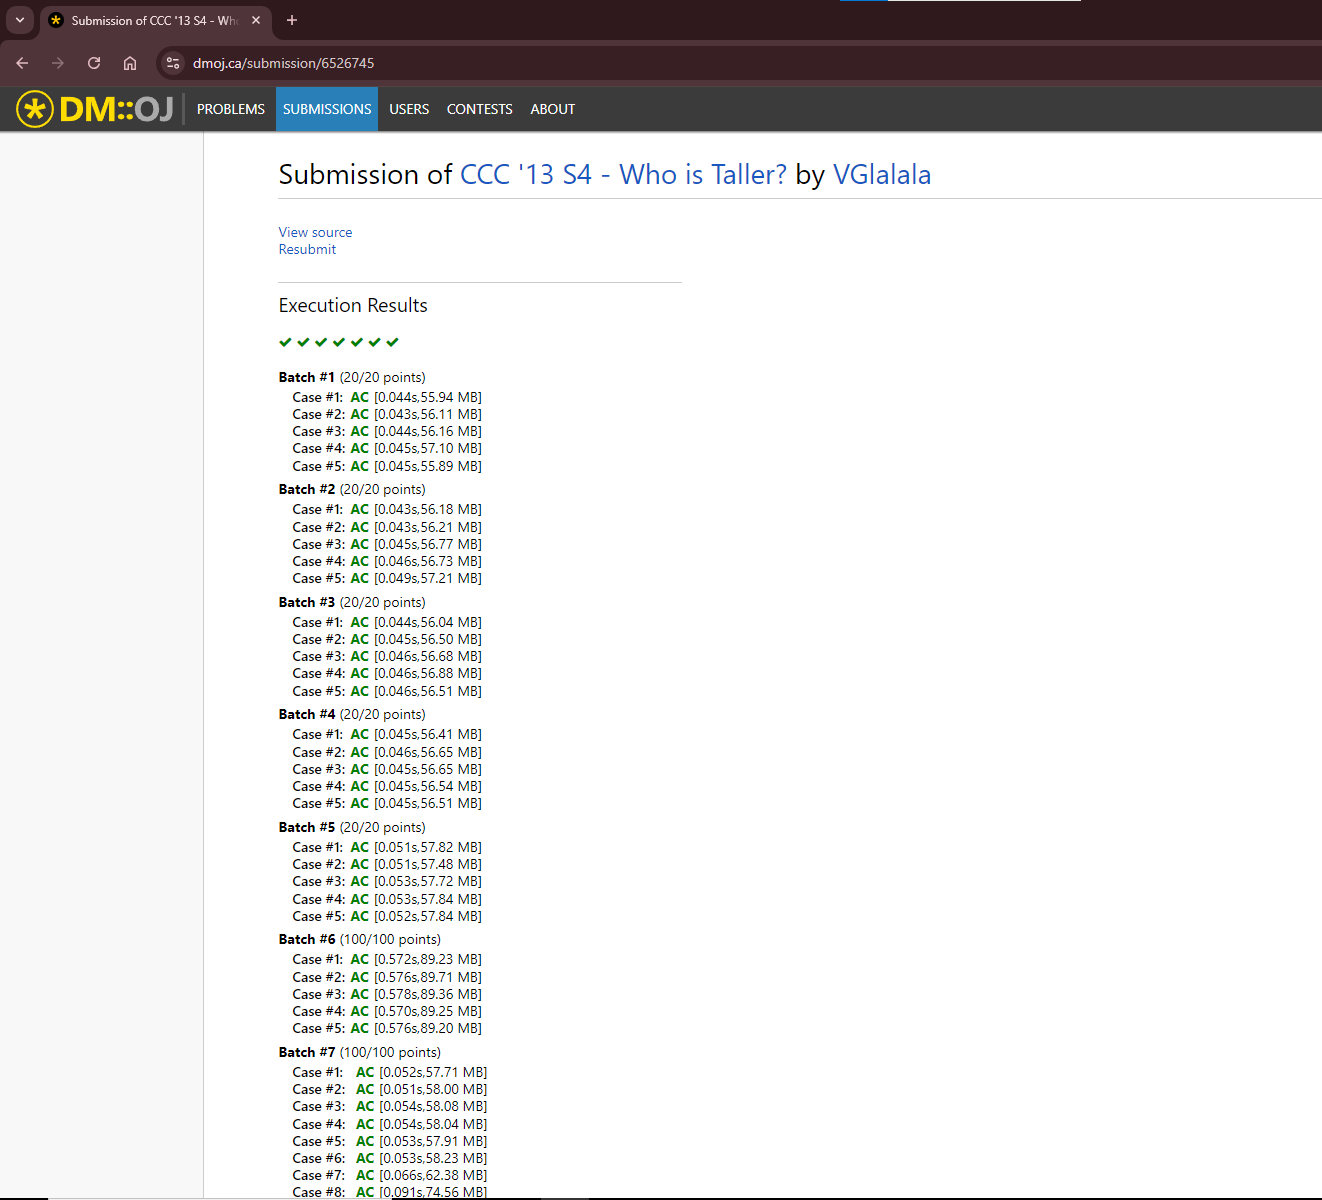 Submission of CCC '13 S4 - Who
dmoj.ca/submission/6526745
DM::OJ PROBLEMS SUBMISSIONS USERS CONTESTS ABOUT
Submission of CCC '13 S4 - Who is Taller? by VGlalala
View source
Resubmit
Execution Results
Batch #1 (20/20 points)
Case #1: AC [0.044s,55.94 MB]
Case #2: AC [0.043s,56.11 MB]
Case #3: AC [0.044s,56.16 MB]
Case #4: AC [0.045s,57.10 MB]
Case #5: AC [0.045s,55.89 MB]
Batch #2 (20/20 points)
Case #1: AC [0.043s,56.18 MB]
Case #2: AC [0.043s,56.21 MB]
Case #3: AC [0.045s,56.77 MB]
Case #4: AC [0.046s,56.73 MB]
Case #5: AC [0.049s,57.21 MB]
Batch #3 (20/20 points)
Case #1: AC [0.044s,56.04 MB]
Case #2: AC [0.045s,56.50 MB]
Case #3: AC [0.046s,56.68 MB]
Case #4: AC [0.046s,56.88 MB]
Case #5: AC [0.046s,56.51 MB]
Batch #4 (20/20 points)
Case #1: AC [0.045s,56.41 MB]
Case #2: AC [0.046s,56.65 MB]
Case #3: AC [0.045s,56.65 MB]
Case #4: AC [0.045s,56.54 MB]
Case #5: AC [0.045s,56.51 MB]
Batch #5 (20/20 points)
Case #1: AC [0.051s,57.82 MB]
Case #2: AC [0.051s,57.48 MB]
Case #3: AC [0.053s,57.72 MB]
Case #4: AC [0.053s,57.84 MB]
Case #5: AC [0.052s,57.84 MB]
Batch #6 (100/100 points)
Case #1: AC [0.572s,89.23 MB]
Case #2: AC [0.576s,89.71 MB]
Case #3: AC [0.578s,89.36 MB]
Case #4: AC [0.570s,89.25 MB]
Case #5: AC [0.576s,89.20 MB]
Batch #7 (100/100 points)
Case #1: AC [0.052s,57.71 MB]
Case #2: AC [0.051s,58.00 MB]
Case #3: AC [0.054s,58.08 MB]
Case #4: AC [0.054s,58.04 MB]
Case #5: AC [0.053s,57.91 MB]
Case #6: AC [0.053s,58.23 MB]
Case #7: AC [0.066s,62.38 MB]
Case #8: AC [0.091s,74.56 MB]